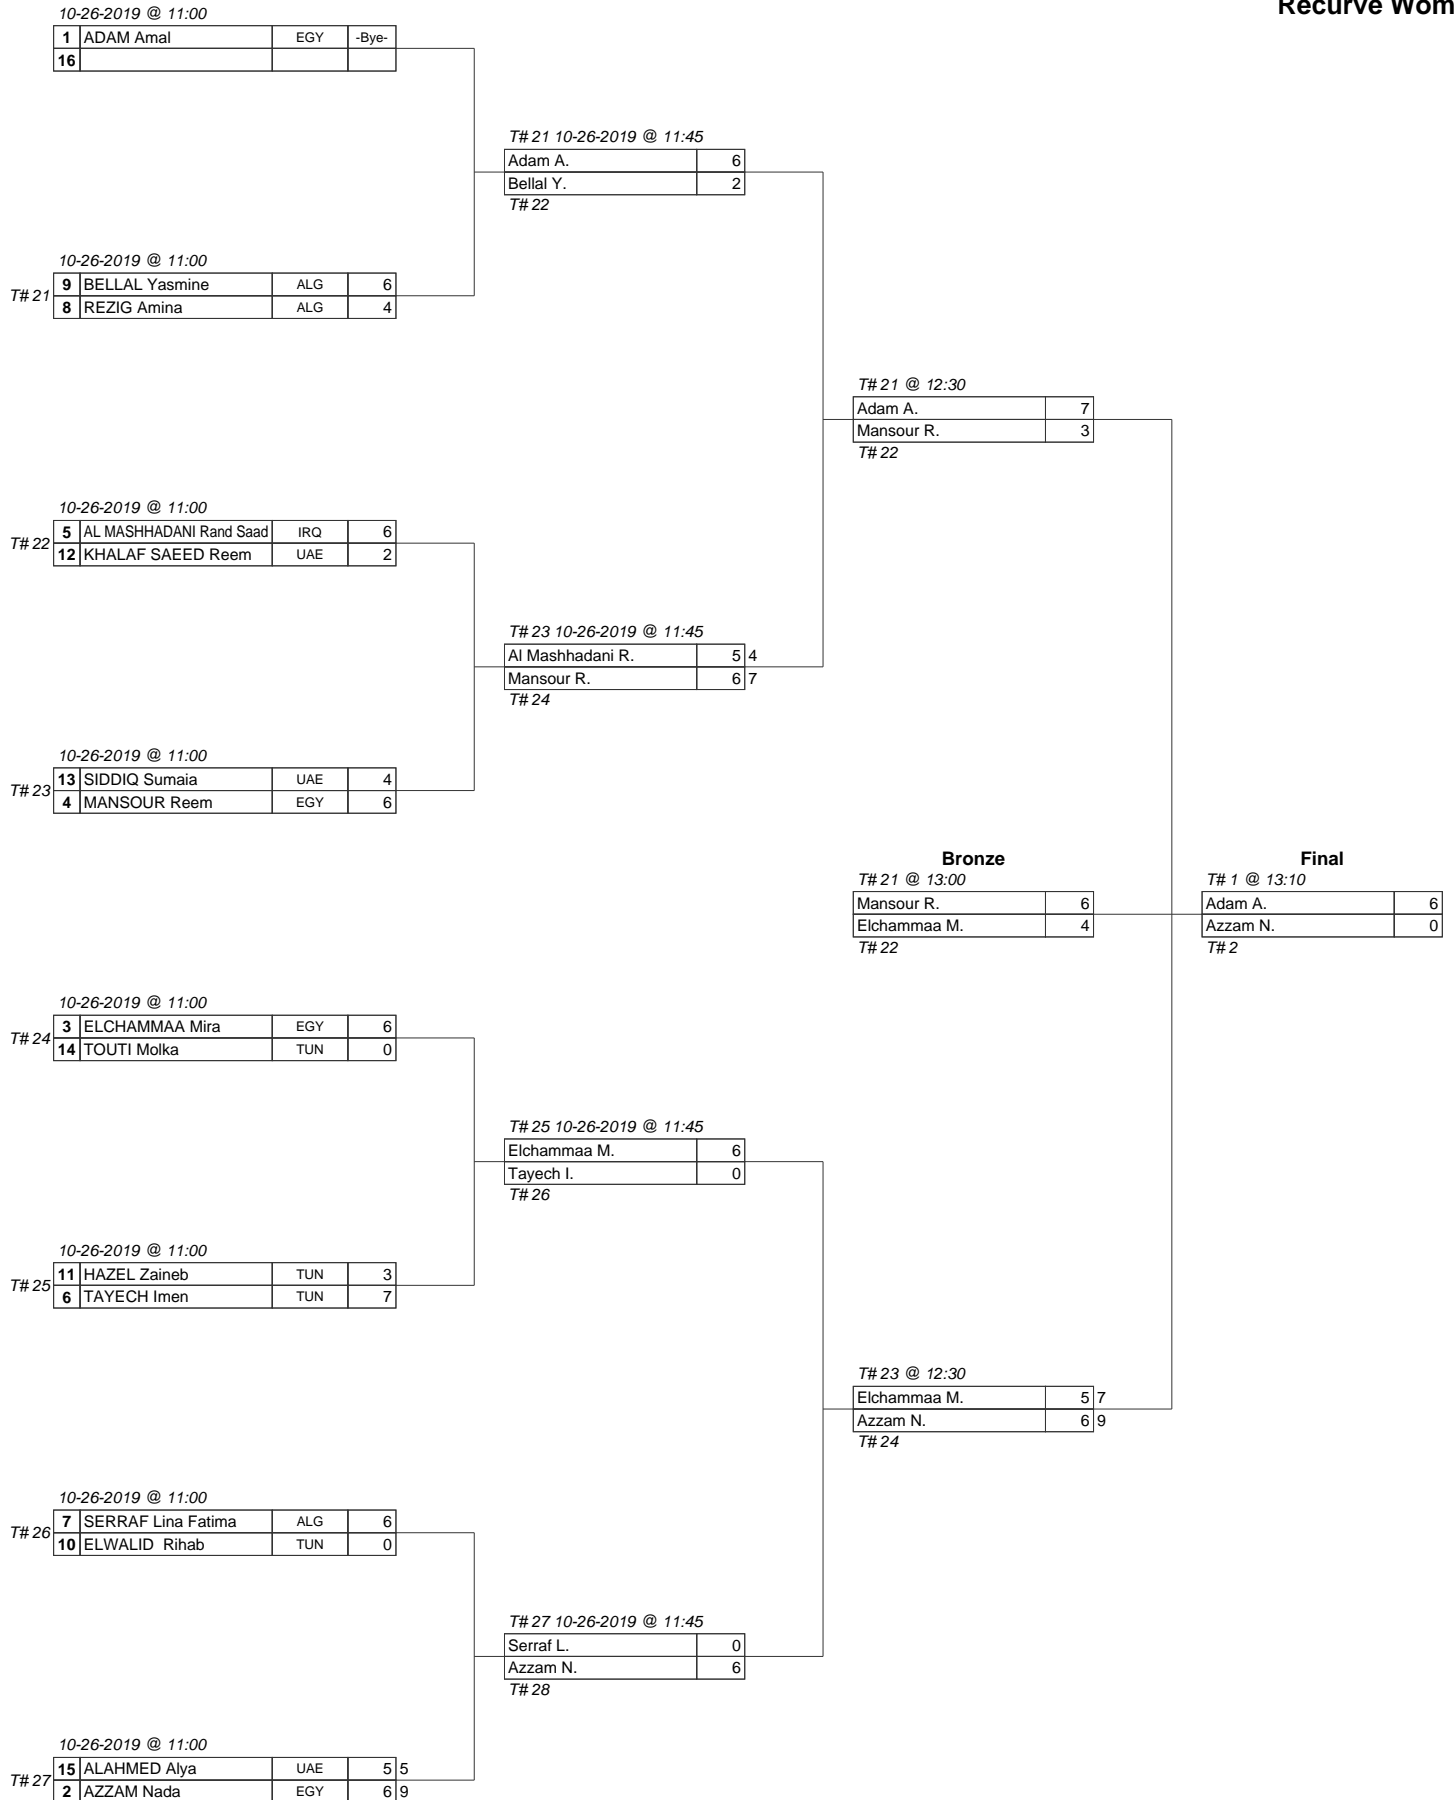 Recurve Wom
10-26-2019 @ 11:00
1 ADAM Amal EGY -Bye-
16
T# 21 10-26-2019 @ 11:45
Adam A. 6
Bellal Y. 2
T# 22
10-26-2019 @ 11:00
T# 21
9 BELLAL Yasmine ALG 6
8 REZIG Amina ALG 4
T# 21 @ 12:30
Adam A. 7
Mansour R. 3
T# 22
10-26-2019 @ 11:00
T# 22
5 AL MASHHADANI Rand Saad IRQ 6
12 KHALAF SAEED Reem UAE 2
T# 23 10-26-2019 @ 11:45
Al Mashhadani R. 5 4
Mansour R. 6 7
T# 24
10-26-2019 @ 11:00
T# 23
13 SIDDIQ Sumaia UAE 4
4 MANSOUR Reem EGY 6
Bronze
T# 21 @ 13:00
Mansour R. 6
Elchammaa M. 4
T# 22
Final
T# 1 @ 13:10
Adam A. 6
Azzam N. 0
T# 2
10-26-2019 @ 11:00
T# 24
3 ELCHAMMAA Mira EGY 6
14 TOUTI Molka TUN 0
T# 25 10-26-2019 @ 11:45
Elchammaa M. 6
Tayech I. 0
T# 26
10-26-2019 @ 11:00
T# 25
11 HAZEL Zaineb TUN 3
6 TAYECH Imen TUN 7
T# 23 @ 12:30
Elchammaa M. 5 7
Azzam N. 6 9
T# 24
10-26-2019 @ 11:00
T# 26
7 SERRAF Lina Fatima ALG 6
10 ELWALID Rihab TUN 0
T# 27 10-26-2019 @ 11:45
Serraf L. 0
Azzam N. 6
T# 28
10-26-2019 @ 11:00
T# 27
15 ALAHMED Alya UAE 5 5
2 AZZAM Nada EGY 6 9